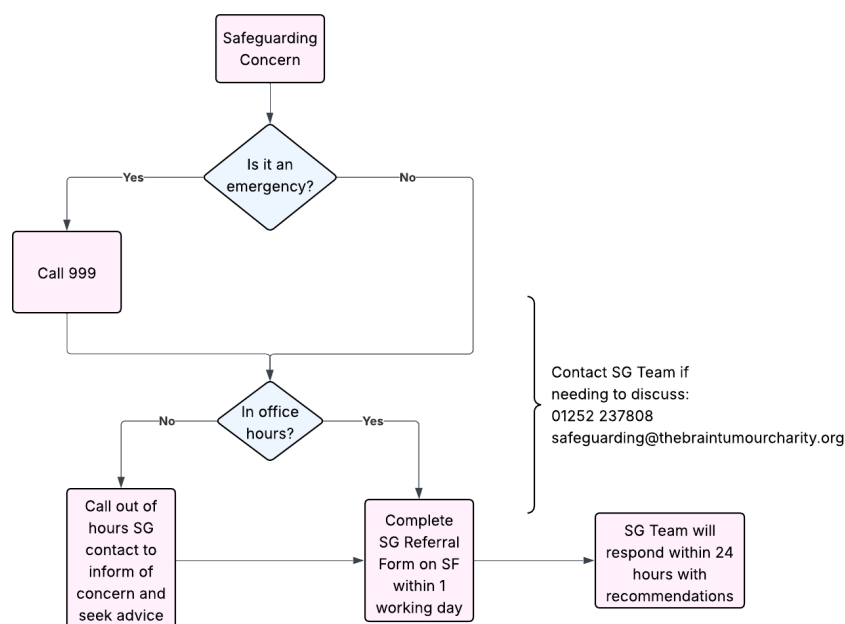 Safeguarding
Concern
Is it an
emergency?
Yes
No
Call 999
Contact SG Team if
needing to discuss:
01252 237808
safeguarding@thebraintumourcharity.org
In office
hours?
No
Yes
Call out of
hours SG
contact to
inform of
concern and
seek advice
Complete
SG Referral
Form on SF
within 1
working day
SG Team will
respond within 24
hours with
recommendations